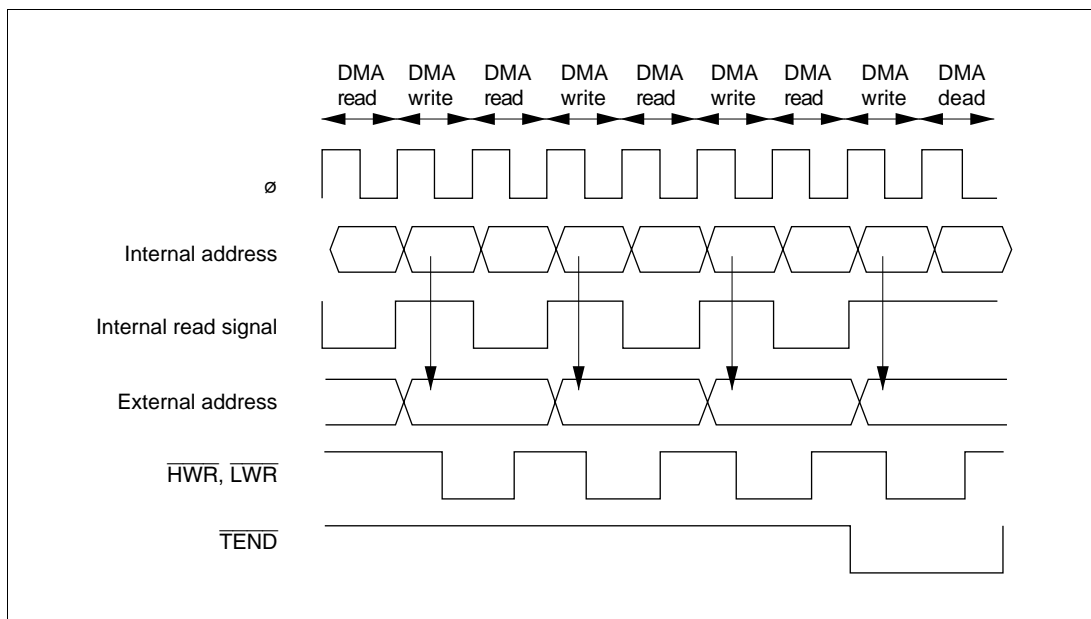 DMA DMA DMA DMA DMA DMA DMA DMA DMA
read write read write read write read write dead
ø
Internal address
Internal read signal
External address
HWR, LWR
TEND